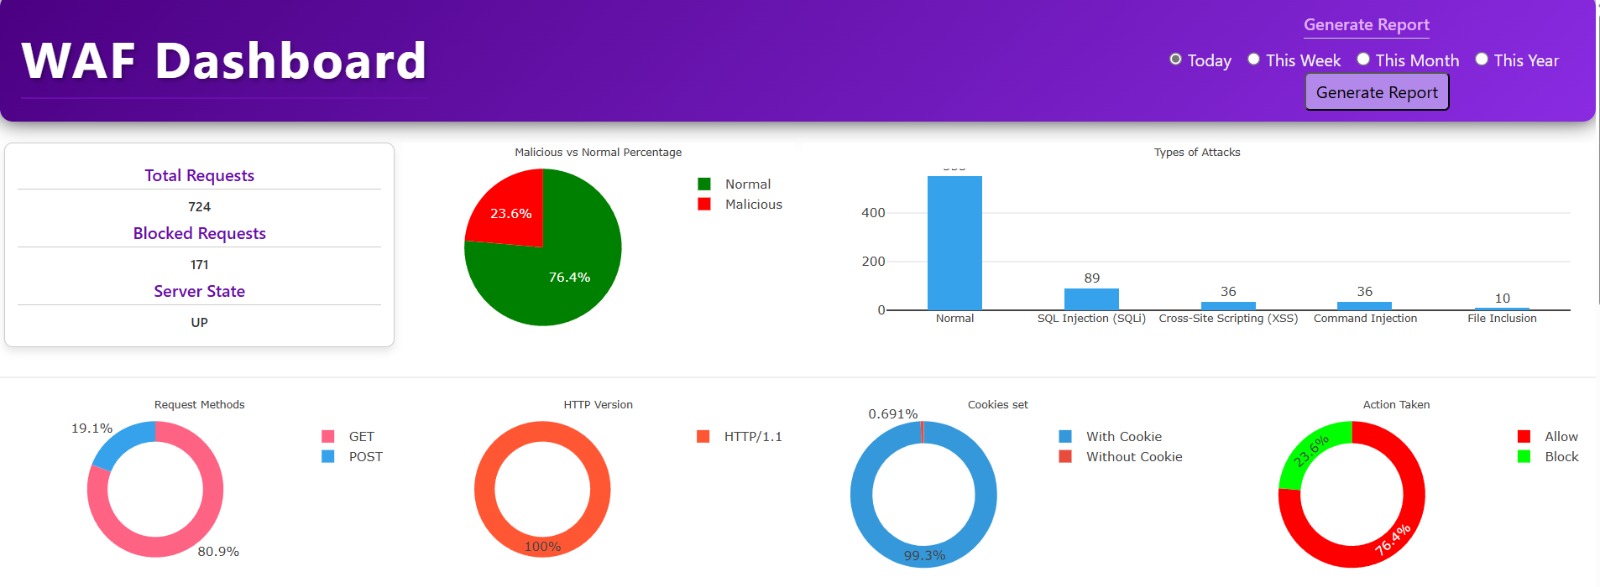 WAF Dashboard
Generate Report
Today This Week This Month This Year
Generate Report
Total Requests
724
Blocked Requests
171
Server State
UP
Malicious vs Normal Percentage
23.6%
76.4%
Normal
Malicious
Types of Attacks
400
200
0
89
36
36
10
Normal
SQL Injection (SQLi)
Cross-Site Scripting (XSS)
Command Injection
File Inclusion
Request Methods
19.1%
80.9%
GET
POST
HTTP Version
100%
HTTP/1.1
Cookies set
0.691%
99.3%
With Cookie
Without Cookie
Action Taken
23.6%
76.4%
Allow
Block